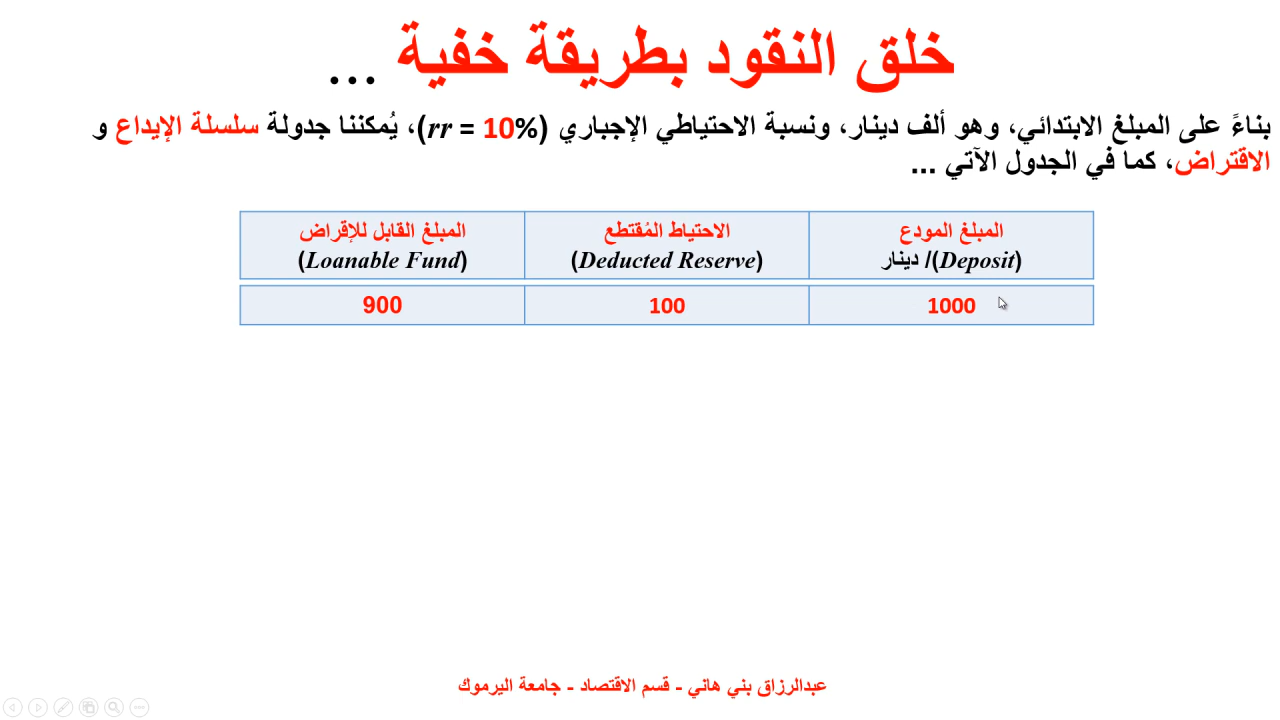 خلق النقود بطريقة خفية ...
بناءً على المبلغ الابتدائي، وهو ألف دينار، ونسبة الاحتياطي الإجباري (rr = 10%)، يُمكننا جدولة سلسلة الإيداع و
الاقتراض، كما في الجدول الآتي ...
المبلغ المودع
(Deposit)/ دينار
الاحتياط المُقتطع
(Deducted Reserve)
المبلغ القابل للإقراض
(Loanable Fund)
1000
100
900
عبدالرزاق بني هاني - قسم الاقتصاد - جامعة اليرموك